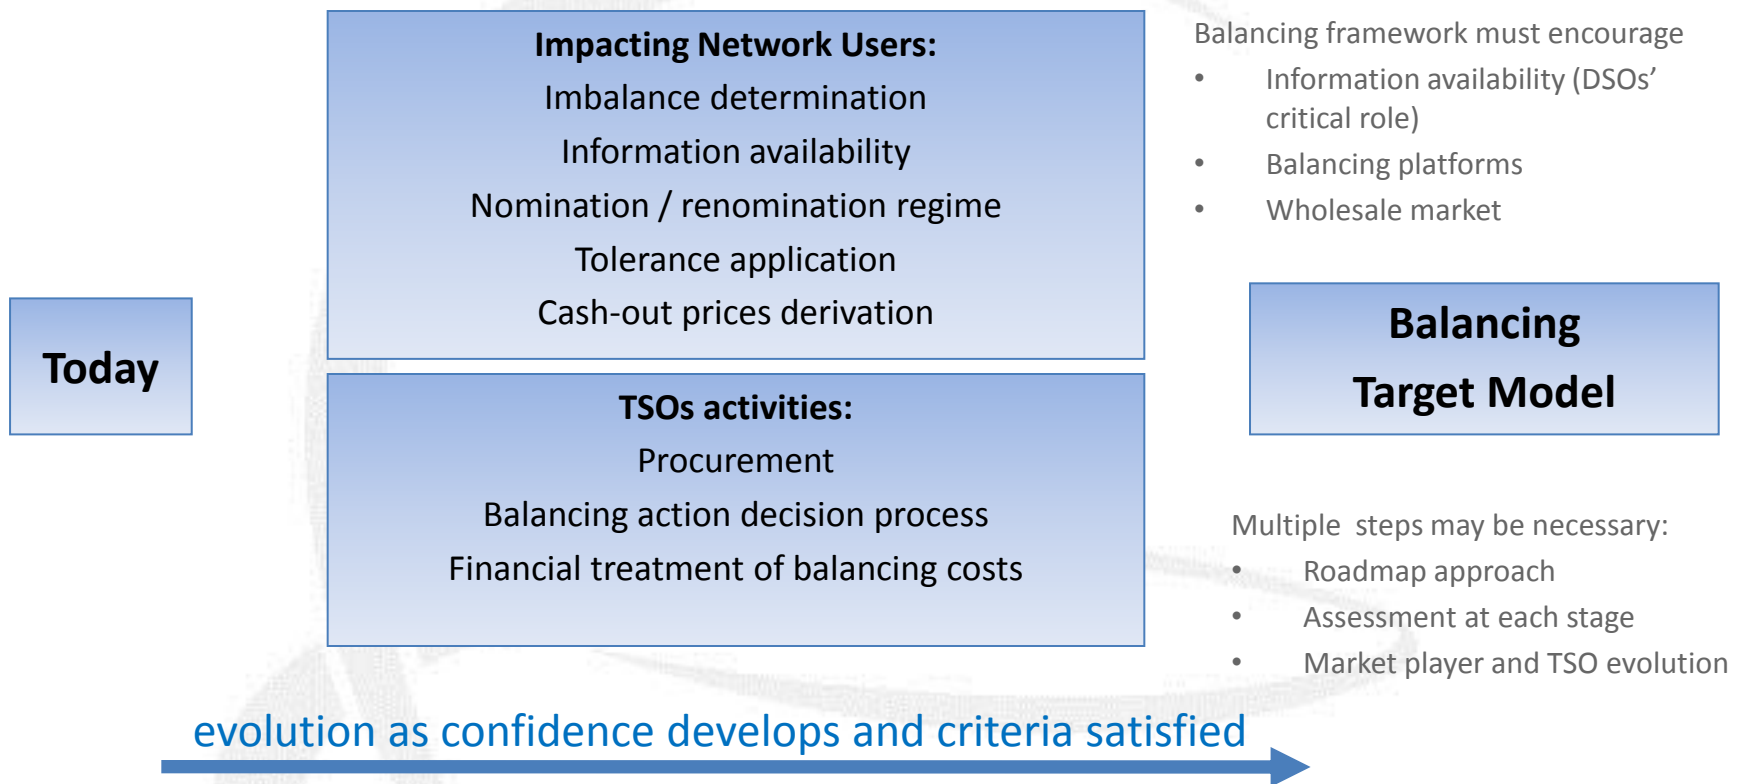 Today
Impacting Network Users:
Imbalance determination
Information availability
Nomination / renomination regime
Tolerance application
Cash-out prices derivation
TSOs activities:
Procurement
Balancing action decision process
Financial treatment of balancing costs
Balancing framework must encourage
• Information availability (DSOs'
critical role)
• Balancing platforms
• Wholesale market
Balancing
Target Model
Multiple  steps may be necessary:
• Roadmap approach
• Assessment at each stage
• Market player and TSO evolution
evolution as confidence develops and criteria satisfied